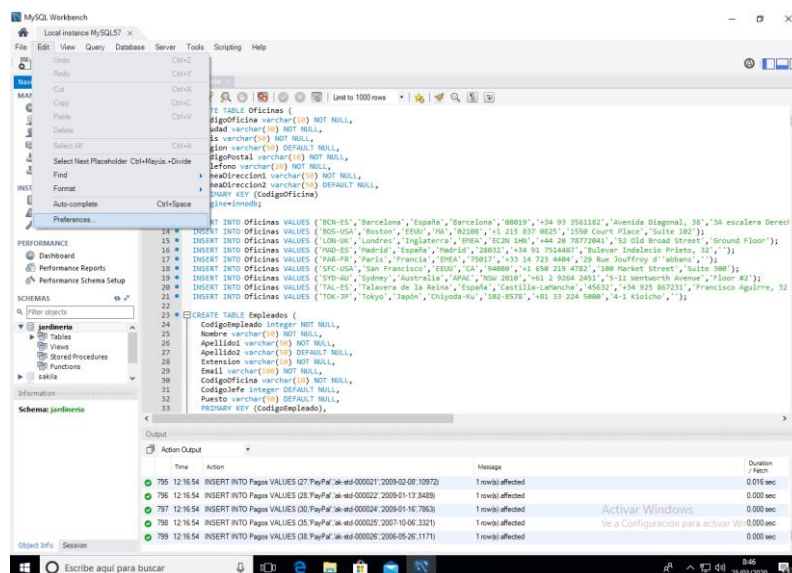 MySQL Workbench
Local instance MySQL57
File Edit View Query Database Server Tools Scripting Help
Undo Ctrl+Z
Redo Ctrl+Y
Cut Ctrl+X
Copy Ctrl+C
Paste Ctrl+V
Delete
Select All Ctrl+A
Select Next Placeholder Ctrl+Mayús.+Divide
Find
Format
Auto-complete Ctrl+Space
Preferences...
Limit to 1000 rows
TE TABLE Oficinas (
digoOficina varchar(10) NOT NULL,
udad varchar(30) NOT NULL,
is varchar(50) NOT NULL,
gion varchar(50) DEFAULT NULL,
digoPostal varchar(10) NOT NULL,
lefono varchar(20) NOT NULL,
neaDireccion1 varchar(50) NOT NULL,
neaDireccion2 varchar(50) DEFAULT NULL,
IMARY KEY (CodigoOficina)
gine=innodb;
14 INSERT INTO Oficinas VALUES ('BCN-ES','Barcelona','España','Barcelona','08019','+34 93 3561182','Avenida Diagonal, 38','3A escalera Derech
15 INSERT INTO Oficinas VALUES ('BOS-USA','Boston','EEUU','MA','02108','+1 215 837 0825','1550 Court Place','Suite 102');
16 INSERT INTO Oficinas VALUES ('LON-UK','Londres','Inglaterra','EMEA','EC2N 1HN','+44 20 78772041','52 Old Broad Street','Ground Floor');
17 INSERT INTO Oficinas VALUES ('MAD-ES','Madrid','España','Madrid','28032','+34 91 7514487','Bulevar Indalecio Prieto, 32','');
18 INSERT INTO Oficinas VALUES ('PAR-FR','Paris','Francia','EMEA','75017','+33 14 723 4404','29 Rue Jouffroy d''abbans','');
19 INSERT INTO Oficinas VALUES ('SFC-USA','San Francisco','EEUU','CA','94080','+1 650 219 4782','100 Market Street','Suite 300');
20 INSERT INTO Oficinas VALUES ('SYD-AU','Sydney','Australia','APAC','NSW 2010','+61 2 9264 2451','5-11 Wentworth Avenue','Floor #2');
21 INSERT INTO Oficinas VALUES ('TAL-ES','Talavera de la Reina','España','Castilla-LaMancha','45632','+34 925 867231','Francisco Aguirre, 32
INSERT INTO Oficinas VALUES ('TOK-JP','Tokyo','Japón','Chiyoda-Ku','102-8578','+81 33 224 5000','4-1 Kioicho','');
22
23 CREATE TABLE Empleados (
24 CodigoEmpleado integer NOT NULL,
25 Nombre varchar(50) NOT NULL,
26 Apellido1 varchar(50) NOT NULL,
27 Apellido2 varchar(50) DEFAULT NULL,
28 Extension varchar(10) NOT NULL,
29 Email varchar(100) NOT NULL,
30 CodigoOficina varchar(10) NOT NULL,
31 CodigoJefe integer DEFAULT NULL,
32 Puesto varchar(50) DEFAULT NULL,
33 PRIMARY KEY (CodigoEmpleado),
PERFORMANCE
Dashboard
Performance Reports
Performance Schema Setup
SCHEMAS
Filter objects
jardineria
Tables
Views
Stored Procedures
Functions
sakila
Information
Schema: jardineria
Object Info Session
Output
Action Output
Time Action Message Duration / Fetch
795 12:16:54 INSERT INTO Pagos VALUES (27,'PayPal','ak-std-000021','2009-02-08',10972) 1 row(s) affected 0.016 sec
796 12:16:54 INSERT INTO Pagos VALUES (28,'PayPal','ak-std-000022','2009-01-13',8489) 1 row(s) affected 0.000 sec
797 12:16:54 INSERT INTO Pagos VALUES (30,'PayPal','ak-std-000024','2009-01-16',7863) 1 row(s) affected 0.000 sec
798 12:16:54 INSERT INTO Pagos VALUES (35,'PayPal','ak-std-000025','2007-10-06',3321) 1 row(s) affected 0.000 sec
799 12:16:54 INSERT INTO Pagos VALUES (38,'PayPal','ak-std-000026','2006-05-26',1171) 1 row(s) affected 0.000 sec
Activar Windows
Ve a Configuración para activar Win
Escribe aquí para buscar
8:46
25/03/2020